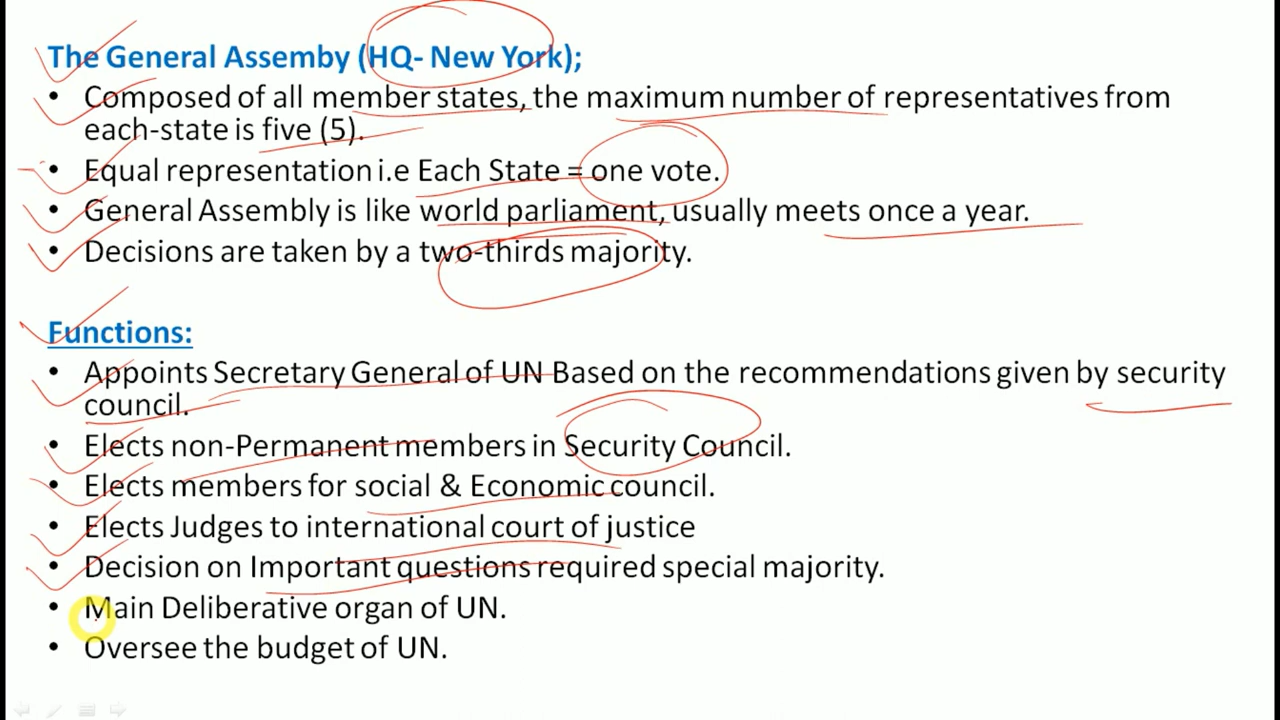 The General Assemby (HQ- New York);
• Composed of all member states, the maximum number of representatives from
each-state is five (5).
• Equal representation i.e Each State = one vote.
• General Assembly is like world parliament, usually meets once a year.
• Decisions are taken by a two-thirds majority.
Functions:
• Appoints Secretary General of UN Based on the recommendations given by security
council.
• Elects non-Permanent members in Security Council.
• Elects members for social & Economic council.
• Elects Judges to international court of justice
• Decision on Important questions required special majority.
• Main Deliberative organ of UN.
• Oversee the budget of UN.